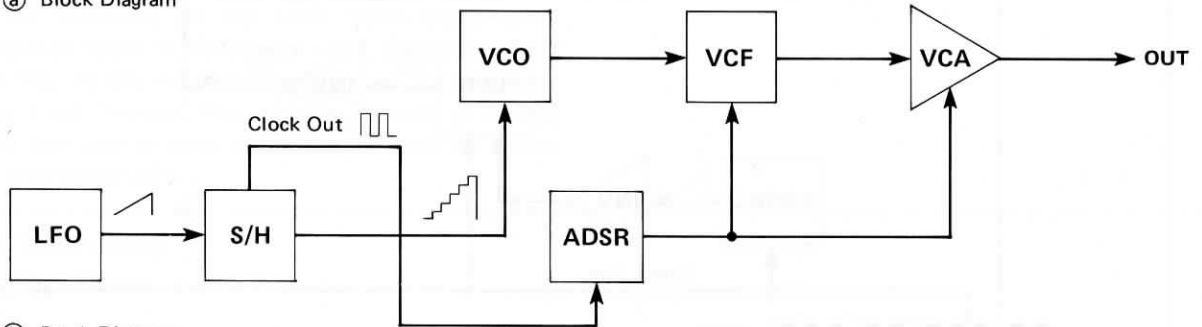 ⓐ Block Diagram
VCO
VCF
VCA
OUT
Clock Out
LFO
S/H
ADSR